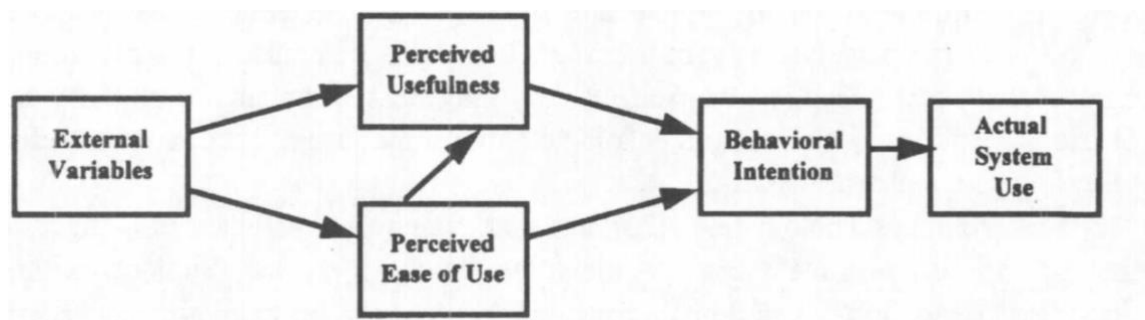 External
Variables
Perceived
Usefulness
Perceived
Ease of Use
Behavioral
Intention
Actual
System
Use